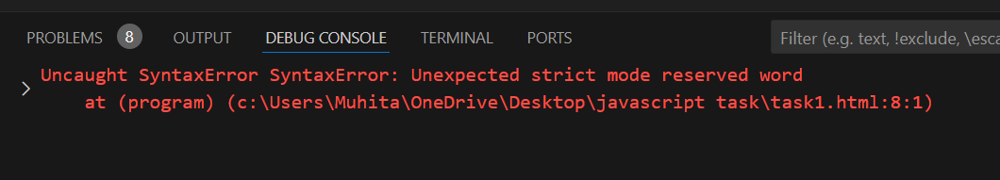 PROBLEMS 8 OUTPUT DEBUG CONSOLE TERMINAL PORTS Filter (e.g. text, !exclude, \esca
Uncaught SyntaxError SyntaxError: Unexpected strict mode reserved word
at (program) (c:\Users\Muhita\OneDrive\Desktop\javascript task\task1.html:8:1)